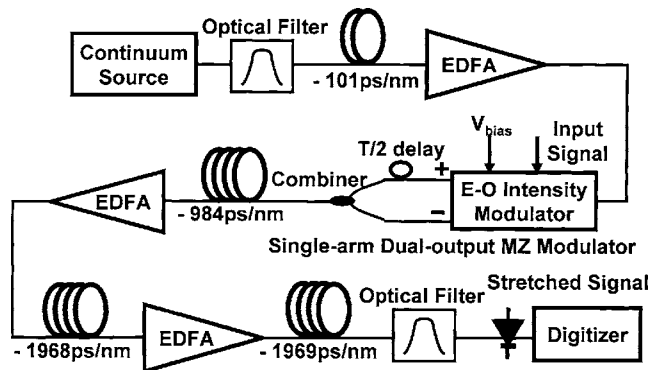 Continuum
Source
Optical Filter
- 101ps/nm
EDFA
V_bias
Input
Signal
T/2 delay
+
E-O Intensity
Modulator
−
Combiner
- 984ps/nm
EDFA
Single-arm Dual-output MZ Modulator
- 1968ps/nm
EDFA
- 1969ps/nm
Optical Filter
Stretched Signal
Digitizer